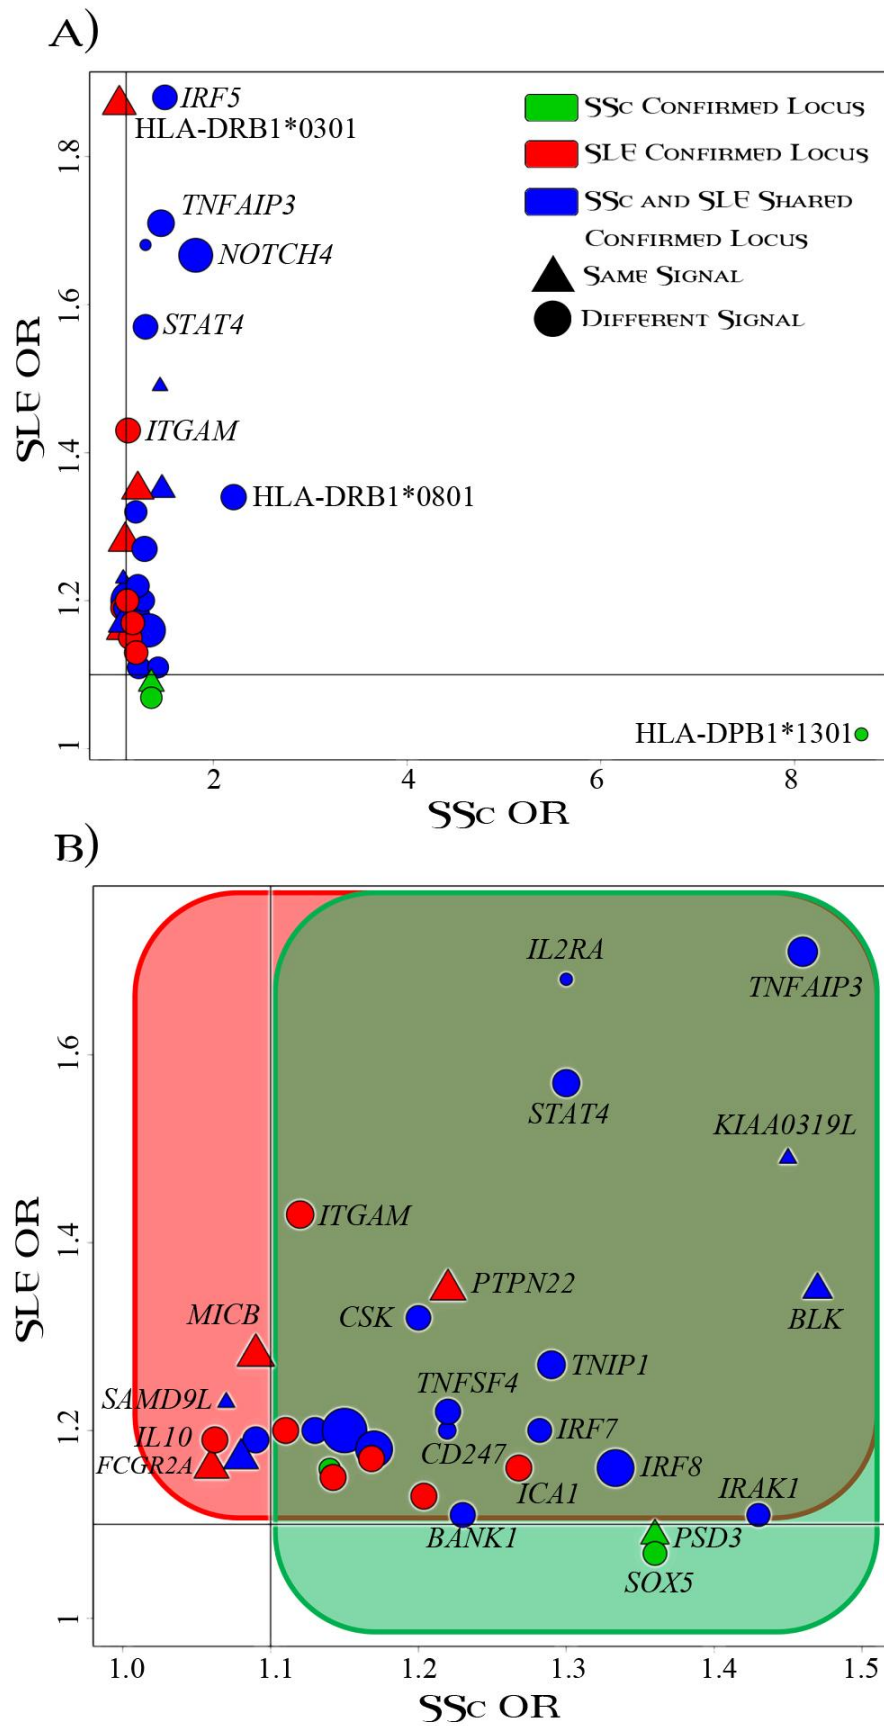 A)
IRF5
HLA-DRB1*0301
SSc Confirmed Locus
SLE Confirmed Locus
SSc and SLE Shared
Confirmed Locus
Same Signal
Different Signal
TNFAIP3
NOTCH4
STAT4
ITGAM
HLA-DRB1*0801
HLA-DPB1*1301
1.8
1.6
1.4
1.2
1
SLE OR
2
4
6
8
SSc OR
B)
IL2RA
TNFAIP3
STAT4
KIAA0319L
ITGAM
PTPN22
BLK
CSK
MICB
TNIP1
TNFSF4
SAMD9L
IL10
CD247
IRF7
FCGR2A
IRF8
ICA1
IRAK1
BANK1
PSD3
SOX5
1.6
1.4
1.2
1
SLE OR
1.0
1.1
1.2
1.3
1.4
1.5
SSc OR